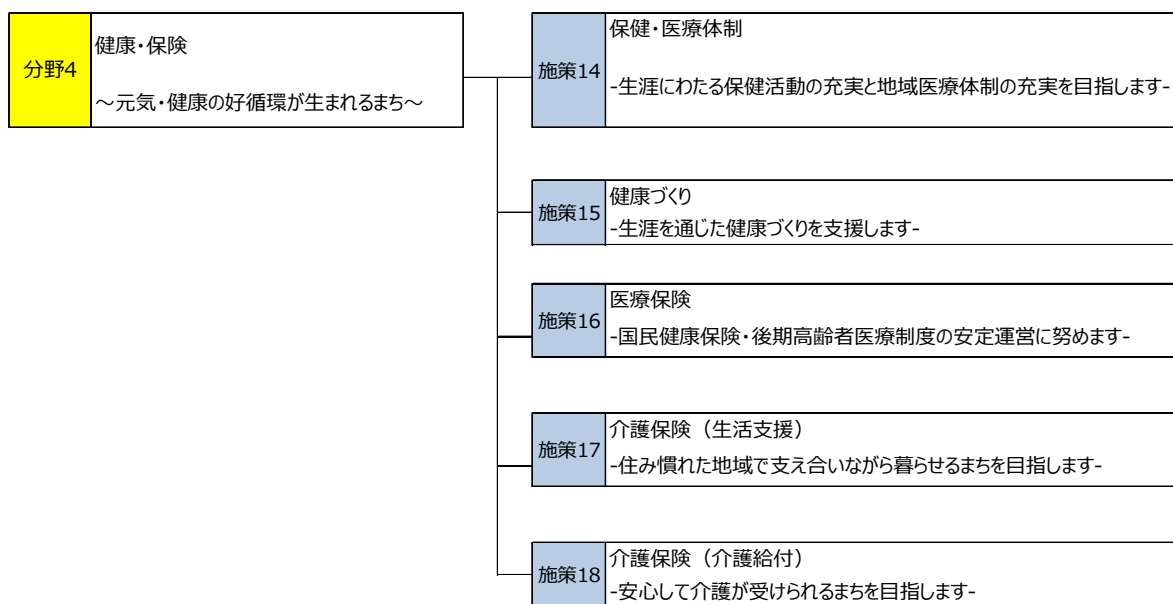 分野4
健康・保険
～元気・健康の好循環が生まれるまち～
施策14
保健・医療体制
-生涯にわたる保健活動の充実と地域医療体制の充実を目指します-
施策15
健康づくり
-生涯を通じた健康づくりを支援します-
施策16
医療保険
-国民健康保険・後期高齢者医療制度の安定運営に努めます-
施策17
介護保険（生活支援）
-住み慣れた地域で支え合いながら暮らせるまちを目指します-
施策18
介護保険（介護給付）
-安心して介護が受けられるまちを目指します-